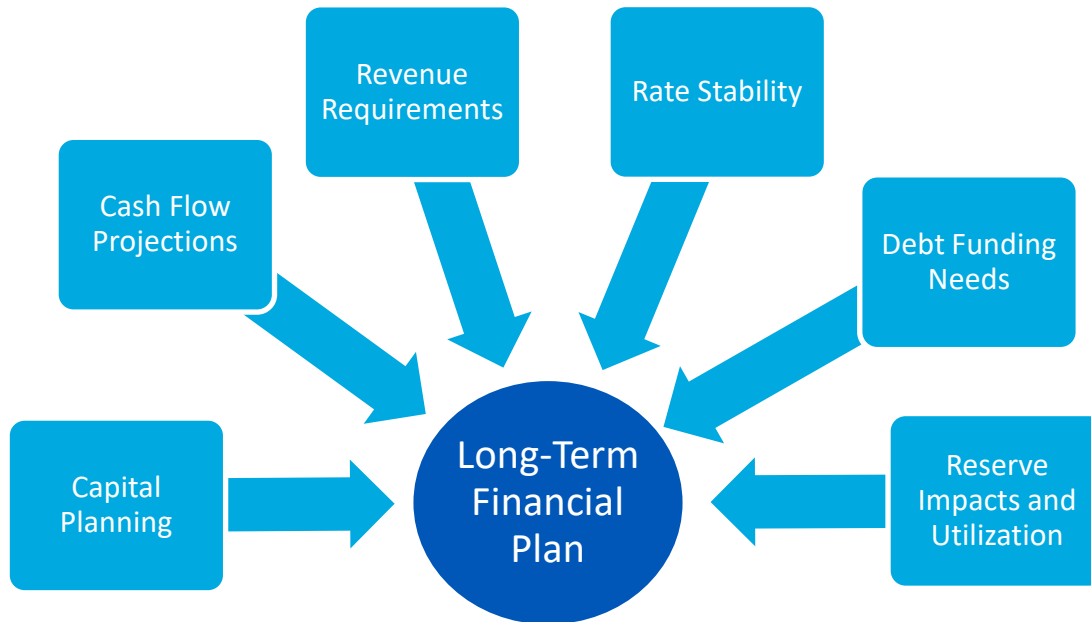 Revenue
Requirements
Rate Stability
Cash Flow
Projections
Debt Funding
Needs
Capital
Planning
Long-Term
Financial
Plan
Reserve
Impacts and
Utilization